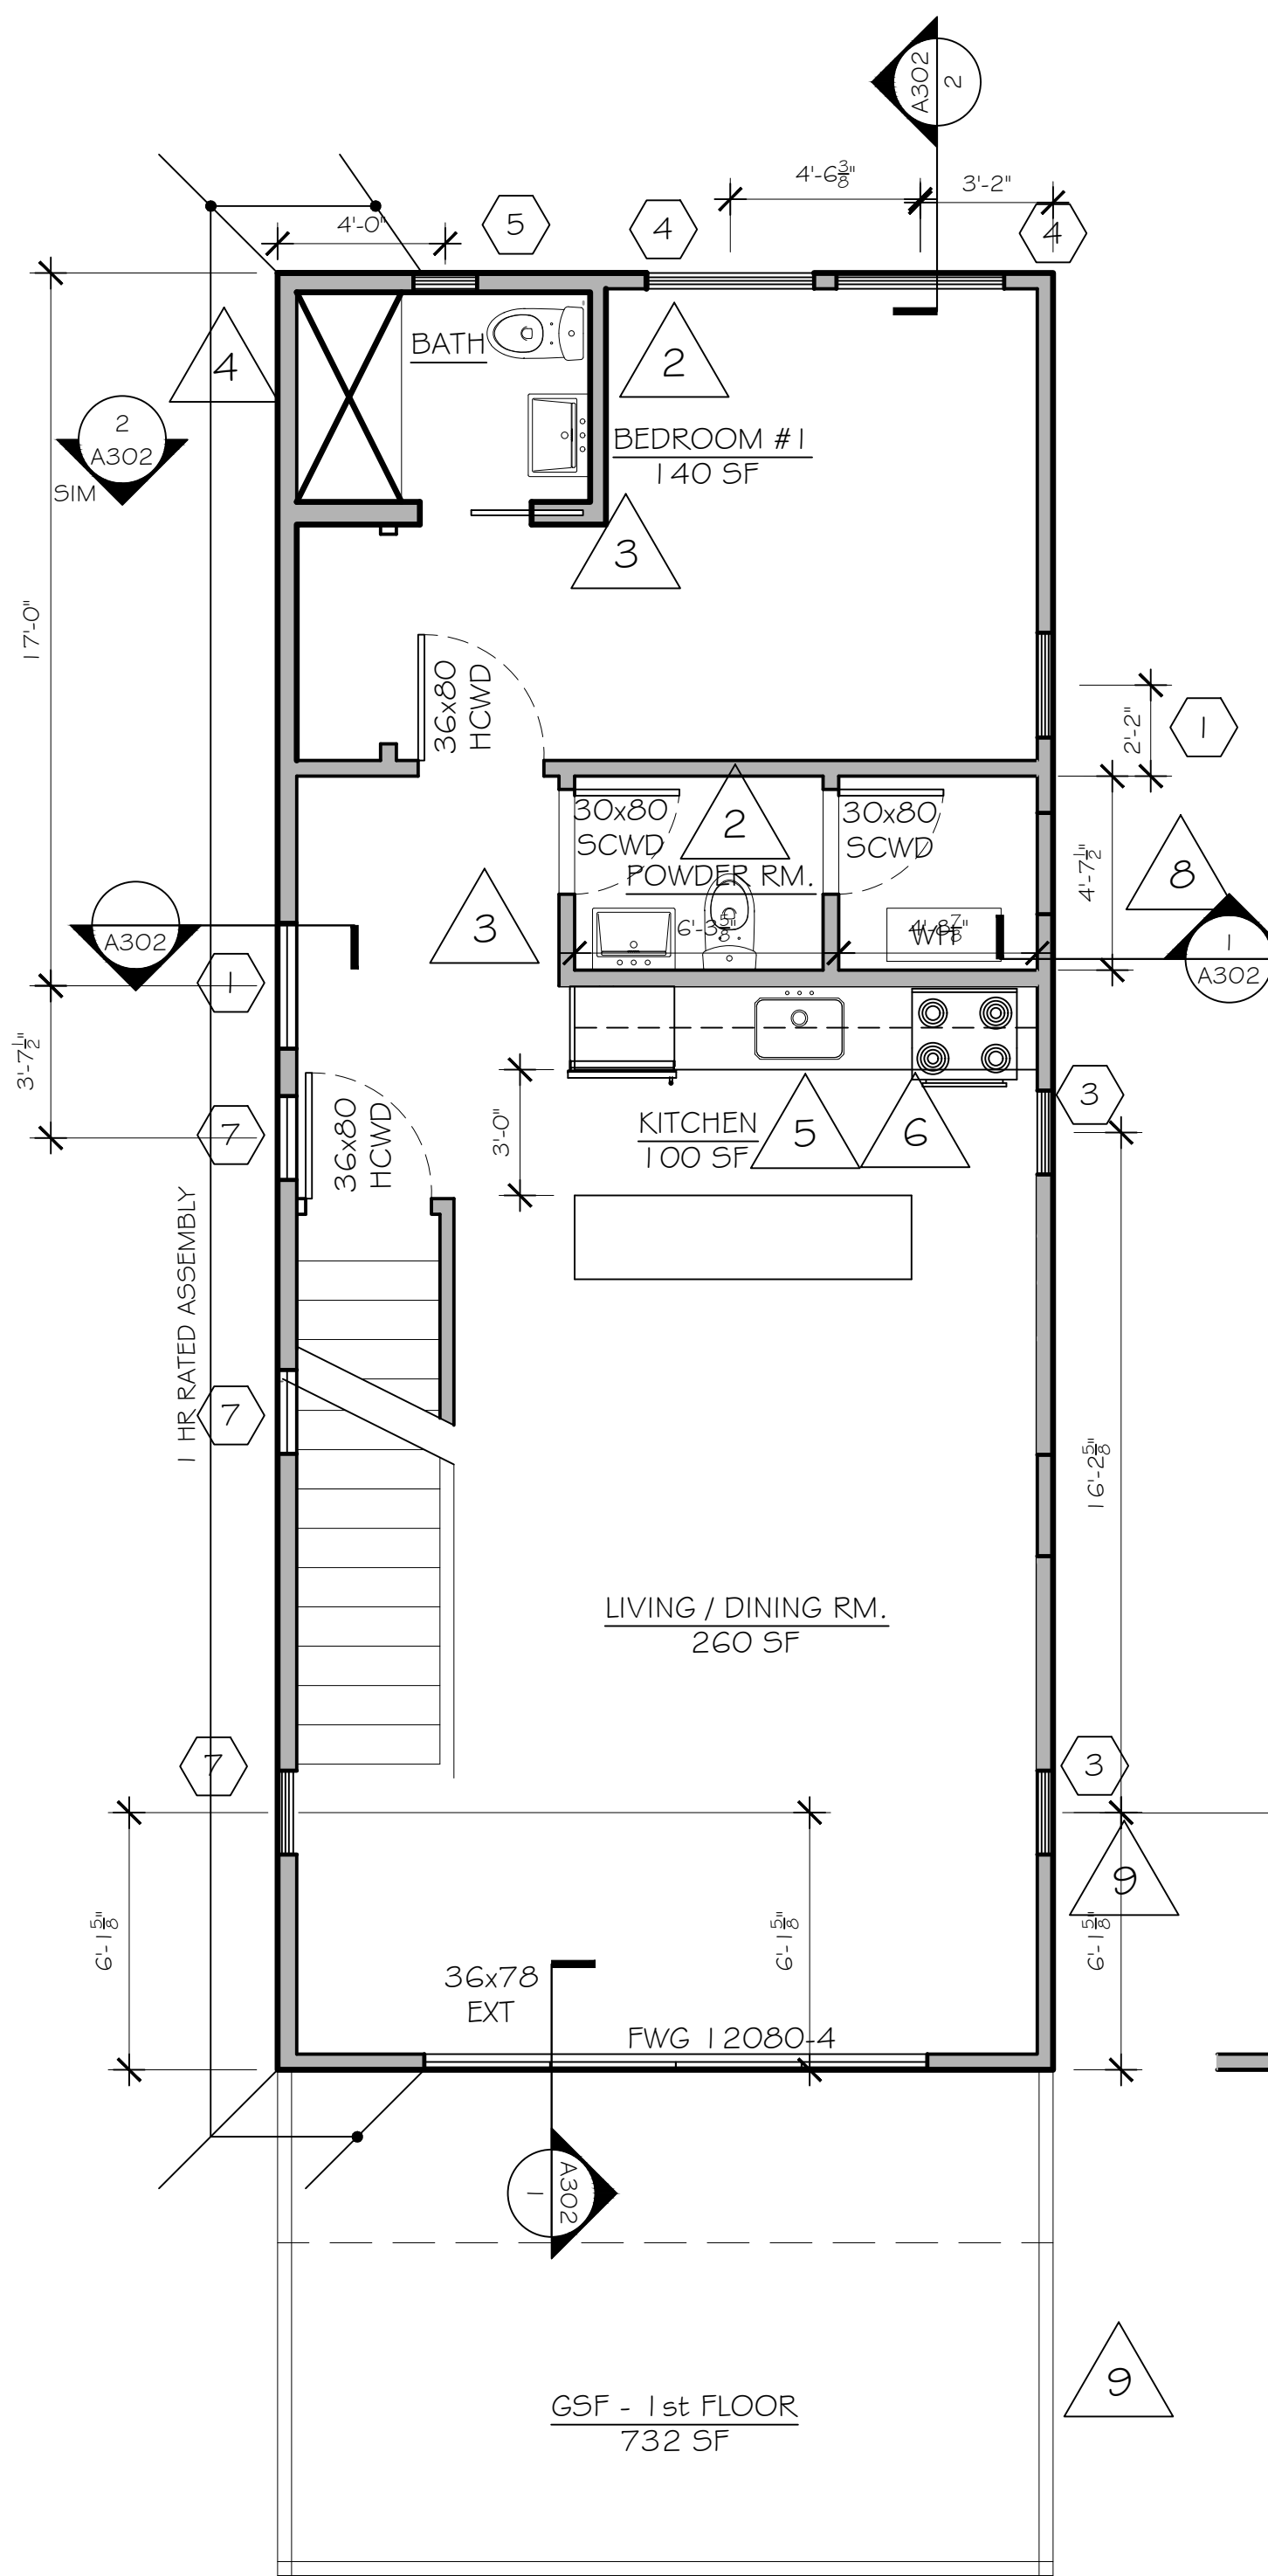 A302
2
4'-6 3/8"
3'-2"
4'-0"
5
4
4
4
BATH
2
2
A302
SIM
BEDROOM #1
140 SF
3
17'-0"
36x80
HCWD
1
2'-2"
30x80
SCWD
2
30x80
SCWD
POWDER RM.
4'-7 1/2"
8
3
6'-3 5/8"
4'-8 7/8"
WH
A302
1
A302
1
3'-7 1/2"
7
36x80
HCWD
3'-0"
KITCHEN
100 SF
5
6
3
1 HR RATED ASSEMBLY
7
16'-2 5/8"
LIVING / DINING RM.
260 SF
7
3
9
6'-1 5/8"
6'-1 5/8"
6'-1 5/8"
36x78
EXT
FWG 12080-4
1
A302
9
GSF - 1st FLOOR
732 SF